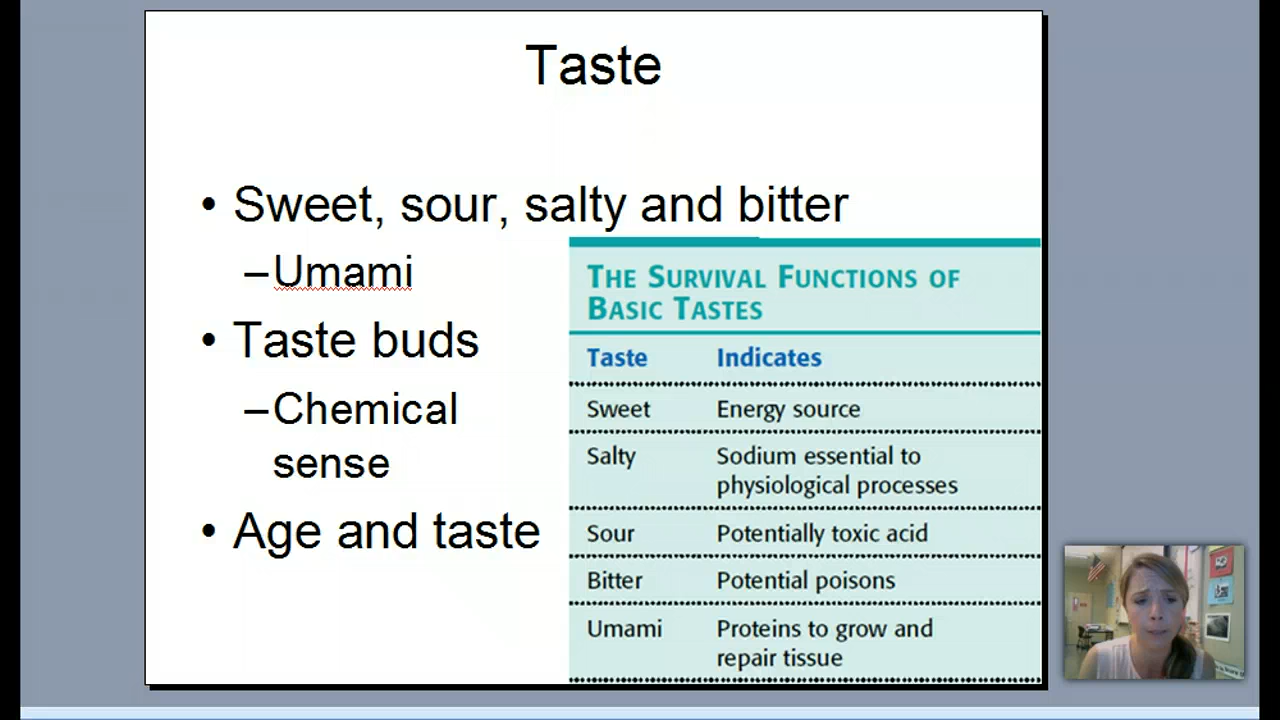 Taste
• Sweet, sour, salty and bitter
–Umami
• Taste buds
–Chemical
sense
• Age and taste
THE SURVIVAL FUNCTIONS OF
BASIC TASTES
Taste Indicates
Sweet Energy source
Salty Sodium essential to
physiological processes
Sour Potentially toxic acid
Bitter Potential poisons
Umami Proteins to grow and
repair tissue